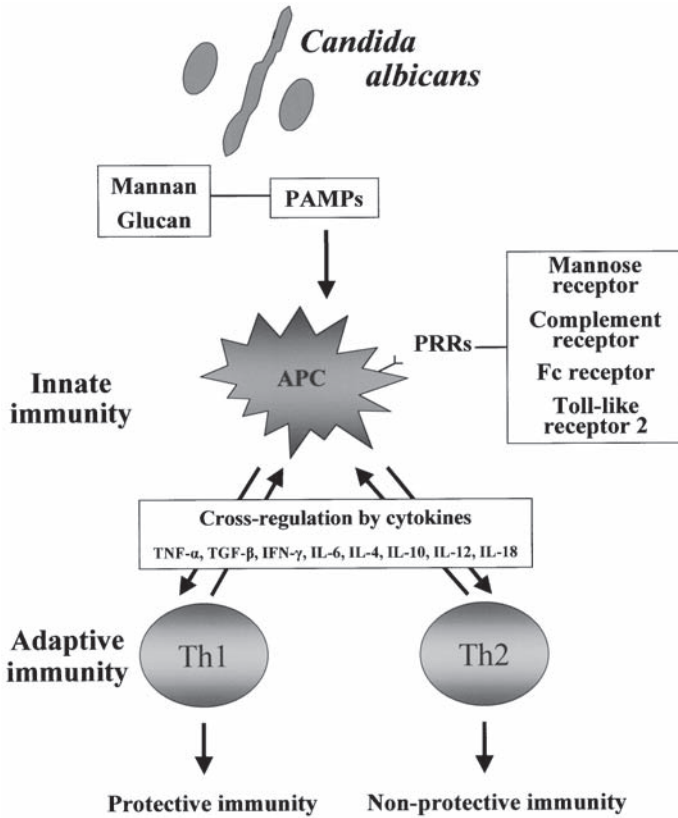 Candida
albicans
Mannan
Glucan
PAMPs
Mannose
receptor
Complement
receptor
Fc receptor
Toll-like
receptor 2
PRRs
APC
Innate
immunity
Cross-regulation by cytokines
TNF-α, TGF-β, IFN-γ, IL-6, IL-4, IL-10, IL-12, IL-18
Adaptive
immunity
Th1
Th2
Protective immunity
Non-protective immunity